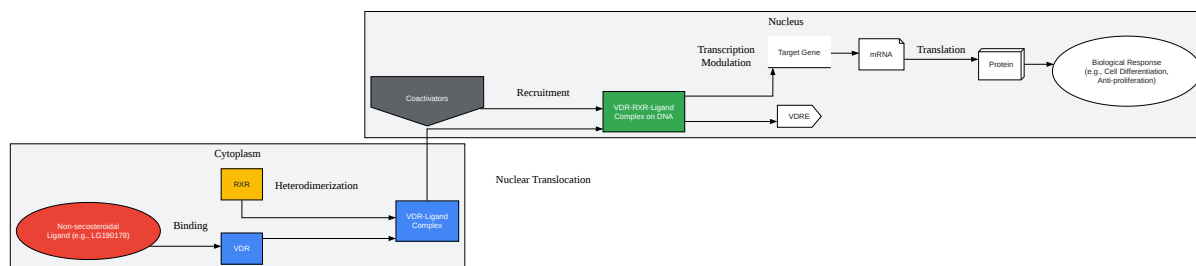 Nucleus
Transcription
Modulation
Target Gene
mRNA
Translation
Protein
Biological Response
(e.g., Cell Differentiation,
Anti-proliferation)
Coactivators
Recruitment
VDR-RXR-Ligand
Complex on DNA
VDRE
Cytoplasm
RXR
Heterodimerization
Nuclear Translocation
Non-secosteroidal
Ligand (e.g., LG190178)
Binding
VDR
VDR-Ligand
Complex